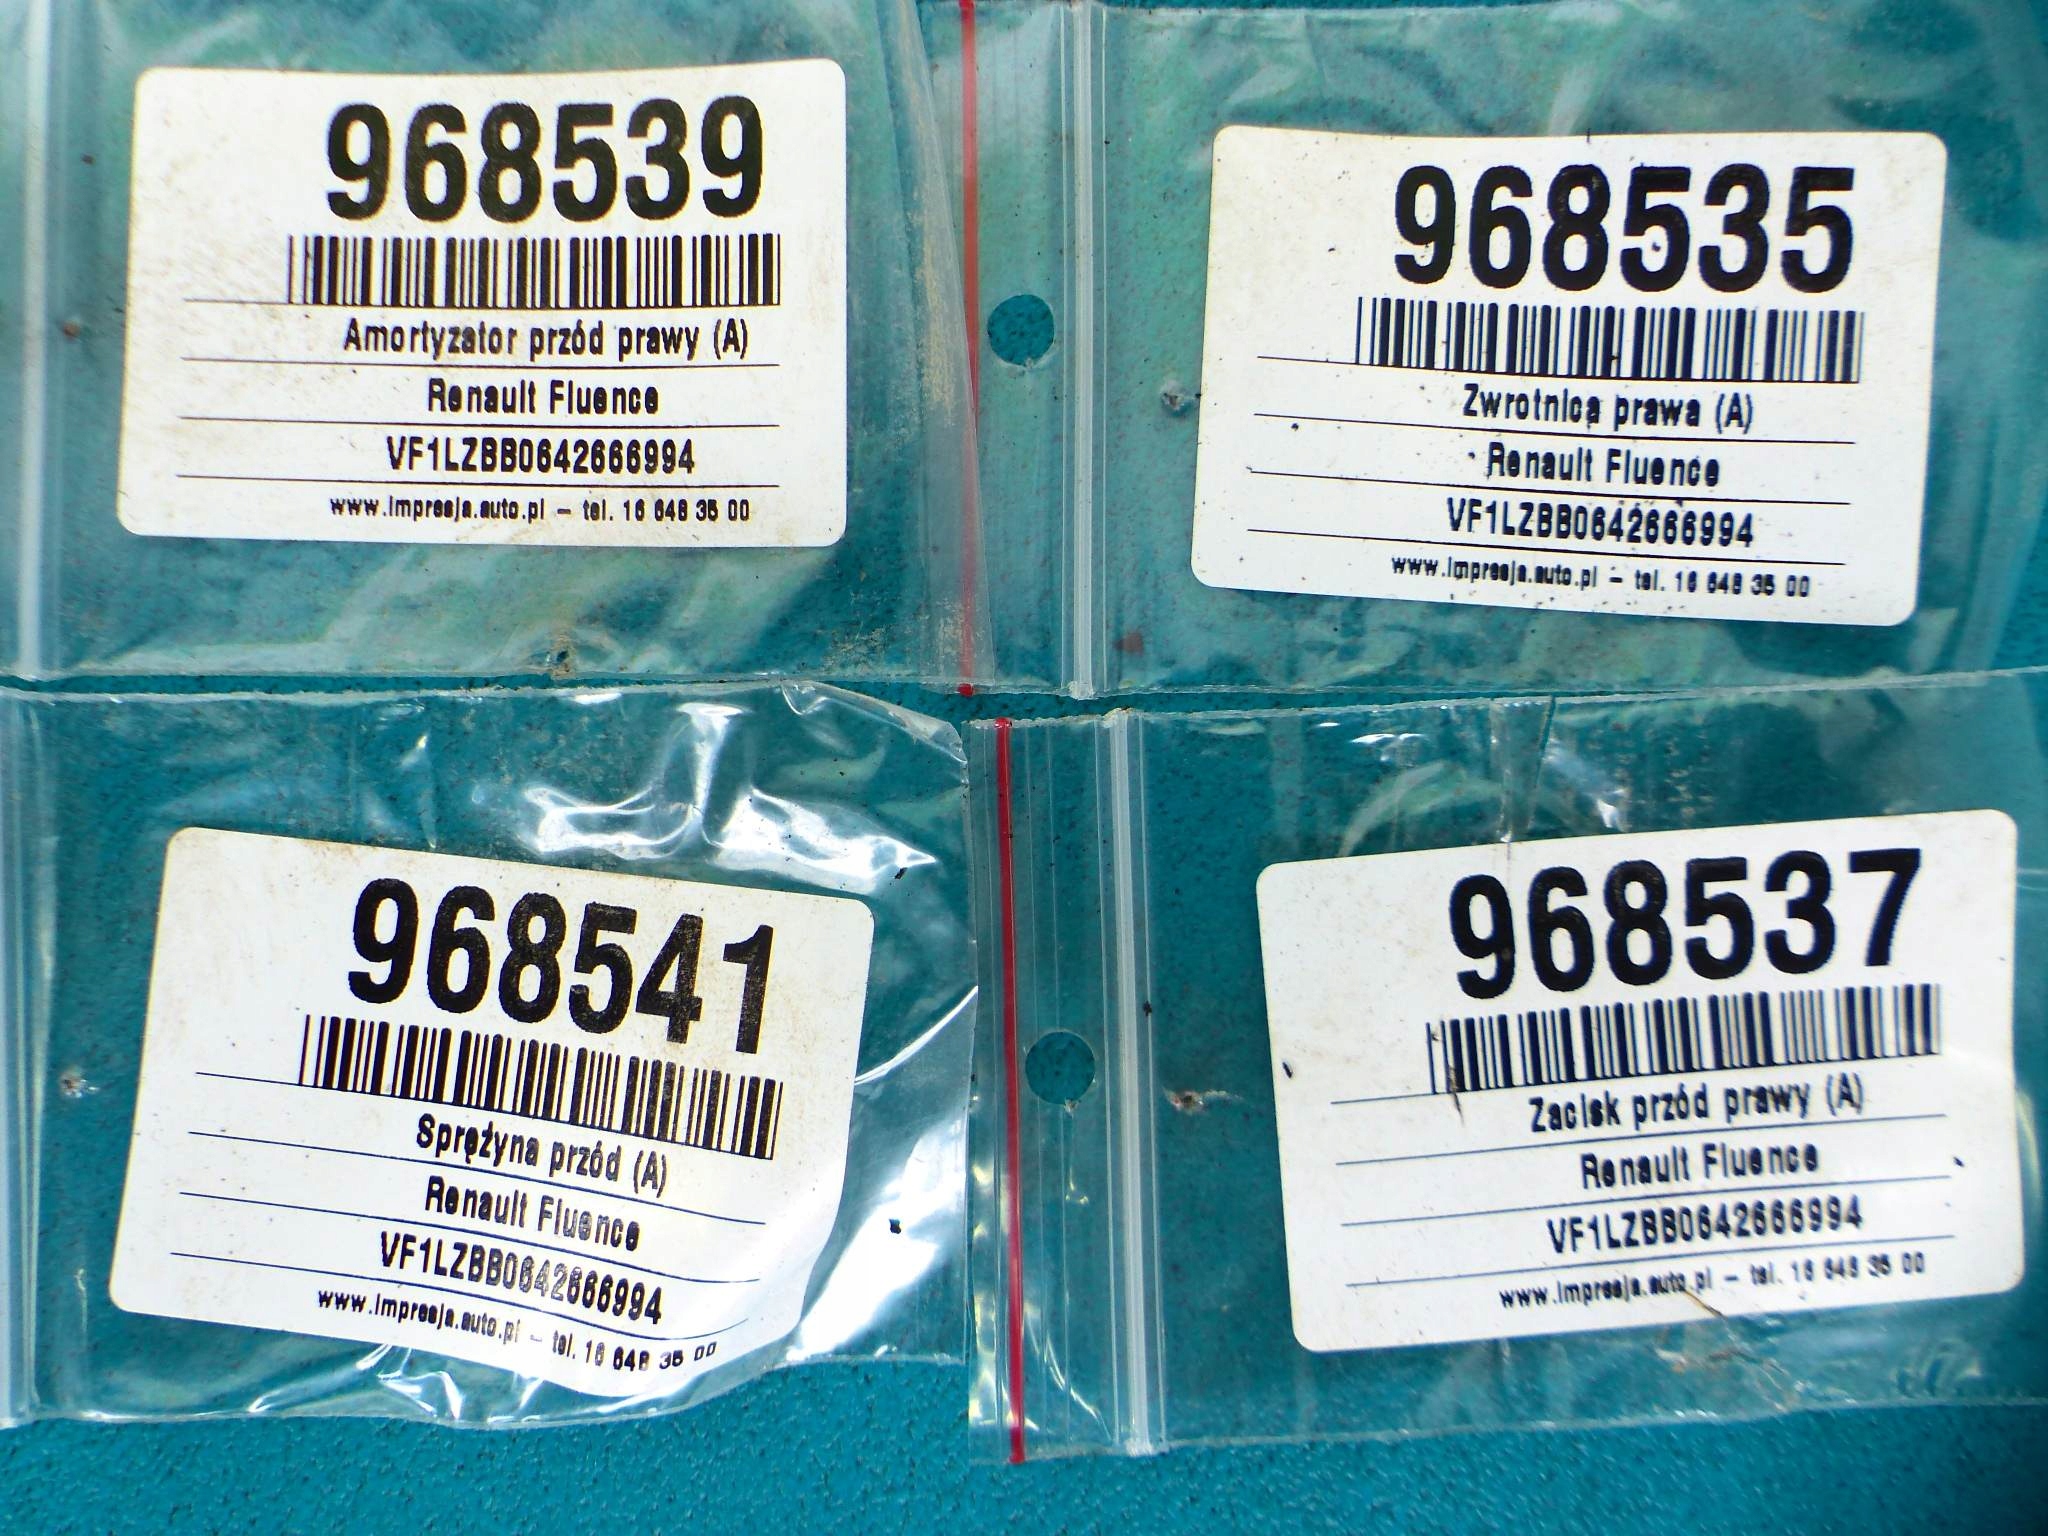 968539
Amortyzator przód prawy (A)
Renault Fluence
VF1LZBB0642666994
www.impresja.auto.pl – tel. 16 648 35 00
968535
Zwrotnica prawa (A)
Renault Fluence
VF1LZBB0642666994
www.impresja.auto.pl – tel. 16 648 35 00
968541
Sprężyna przód (A)
Renault Fluence
VF1LZBB0642666994
www.impresja.auto.pl – tel. 16 648 35 00
968537
Zacisk przód prawy (A)
Renault Fluence
VF1LZBB0642666994
www.impresja.auto.pl – tel. 16 648 35 00